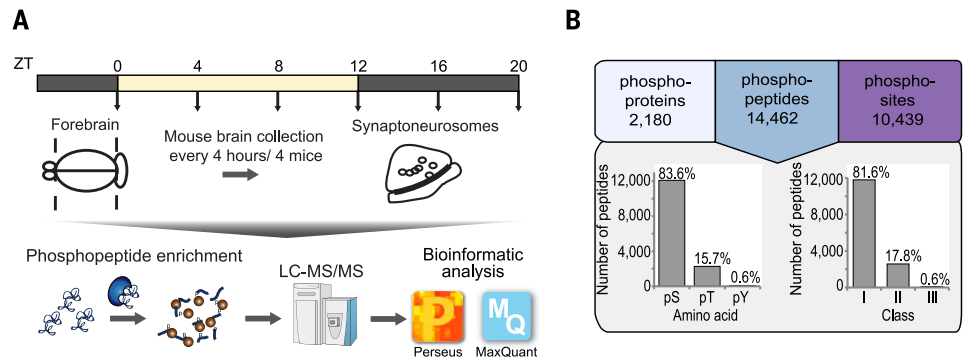 A
ZT 0 4 8 12 16 20
Forebrain
Mouse brain collection
every 4 hours/ 4 mice
Synaptoneurosomes
Phosphopeptide enrichment
LC-MS/MS
Bioinformatic
analysis
P
M
Q
Perseus
MaxQuant
B
phospho-
proteins
2,180
phospho-
peptides
14,462
phospho-
sites
10,439
Number of peptides
12,000
8,000
4,000
0
83.6%
15.7%
0.6%
pS pT pY
Amino acid
Number of peptides
12,000
8,000
4,000
0
81.6%
17.8%
0.6%
I II III
Class